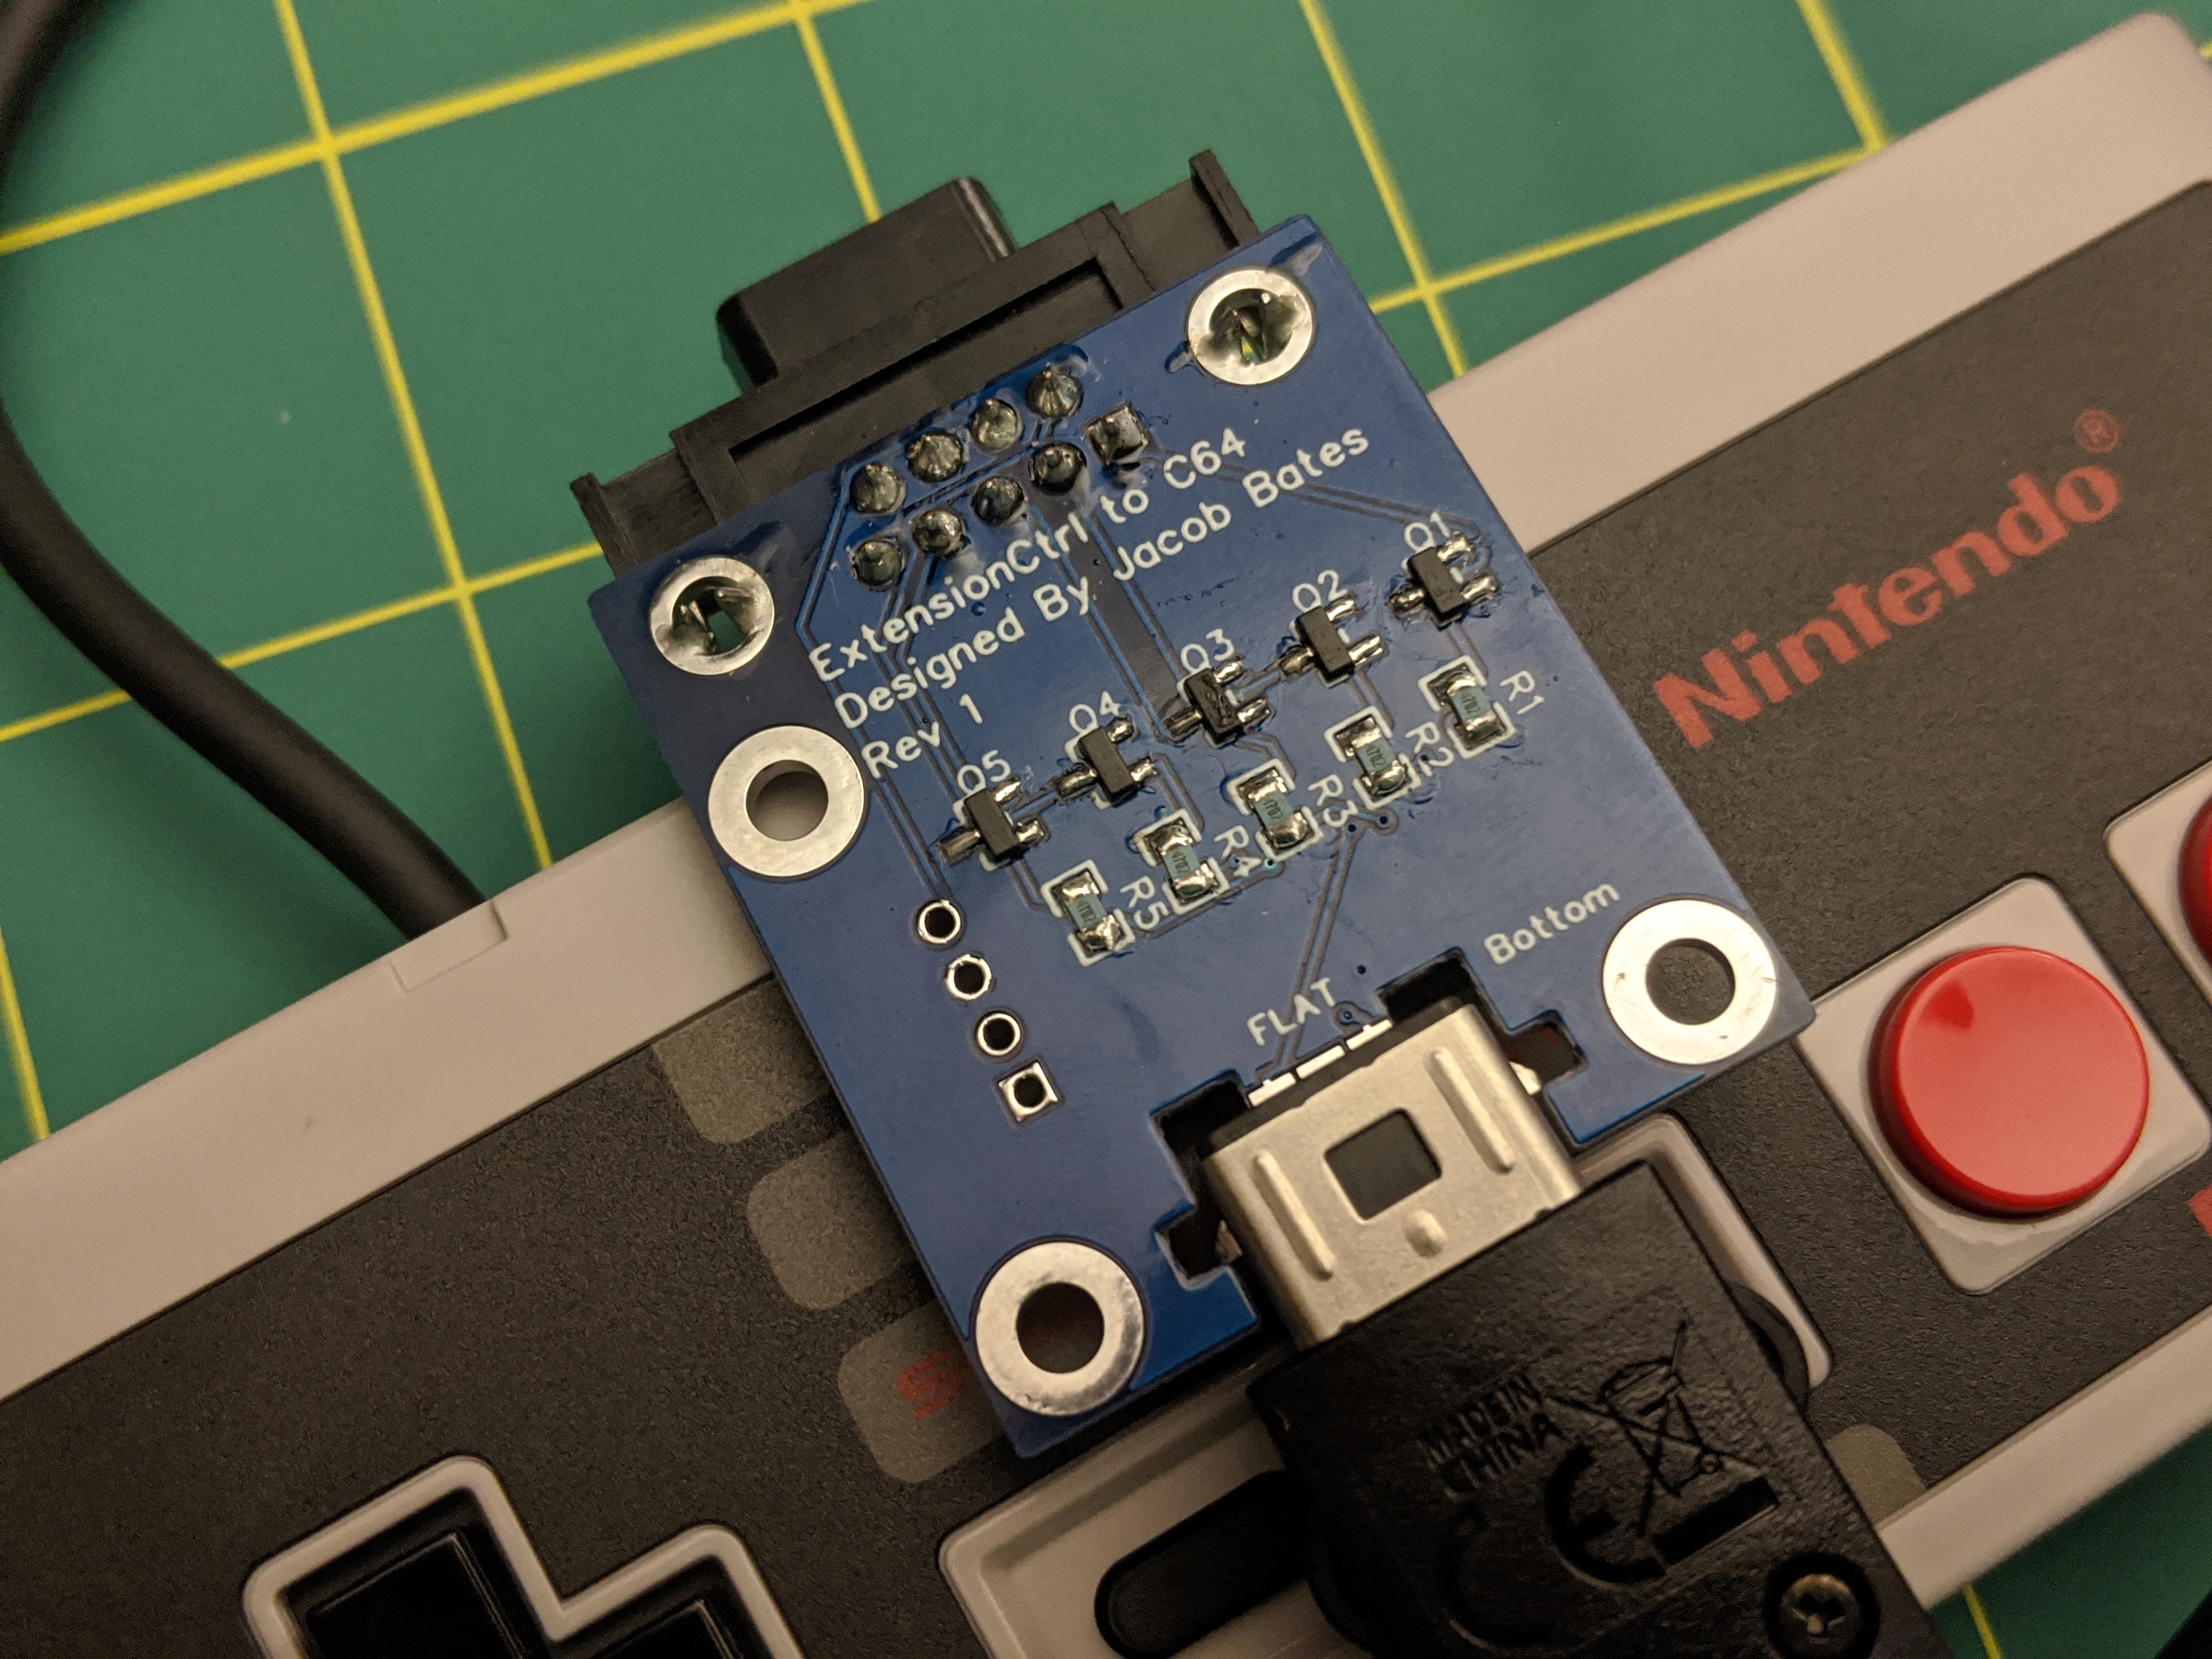 ExtensionCtrl to C64
Designed By Jacob Bates
Rev 1
Q1
Q2
Q3
Q4
Q5
R1
R2
R3
R4
R5
FLAT
Bottom
Nintendo®
S
MADE IN
CHINA
CE